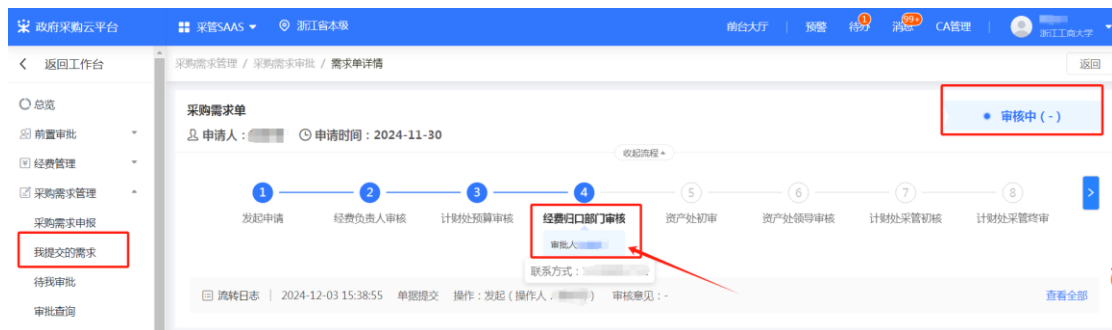 政府采购云平台 采管SAAS 浙江省本级 前台大厅 预警 待办 1 消息 99+ CA管理 浙江工商大学
返回工作台 采购需求管理 / 采购需求审批 / 需求单详情 返回
总览
前置审批
经费管理
采购需求管理
采购需求申报
我提交的需求
待我审批
审批查询
采购需求单
审核中 ( - )
申请人： 申请时间：2024-11-30
收起流程
1 2 3 4 5 6 7 8
发起申请 经费负责人审核 计财处预算审核 经费归口部门审核 资产处初审 资产处领导审核 计财处采管初核 计财处采管终审
审批人
联系方式：
流转日志 2024-12-03 15:38:55 单据提交 操作：发起 ( 操作人： ) 审核意见：- 查看全部